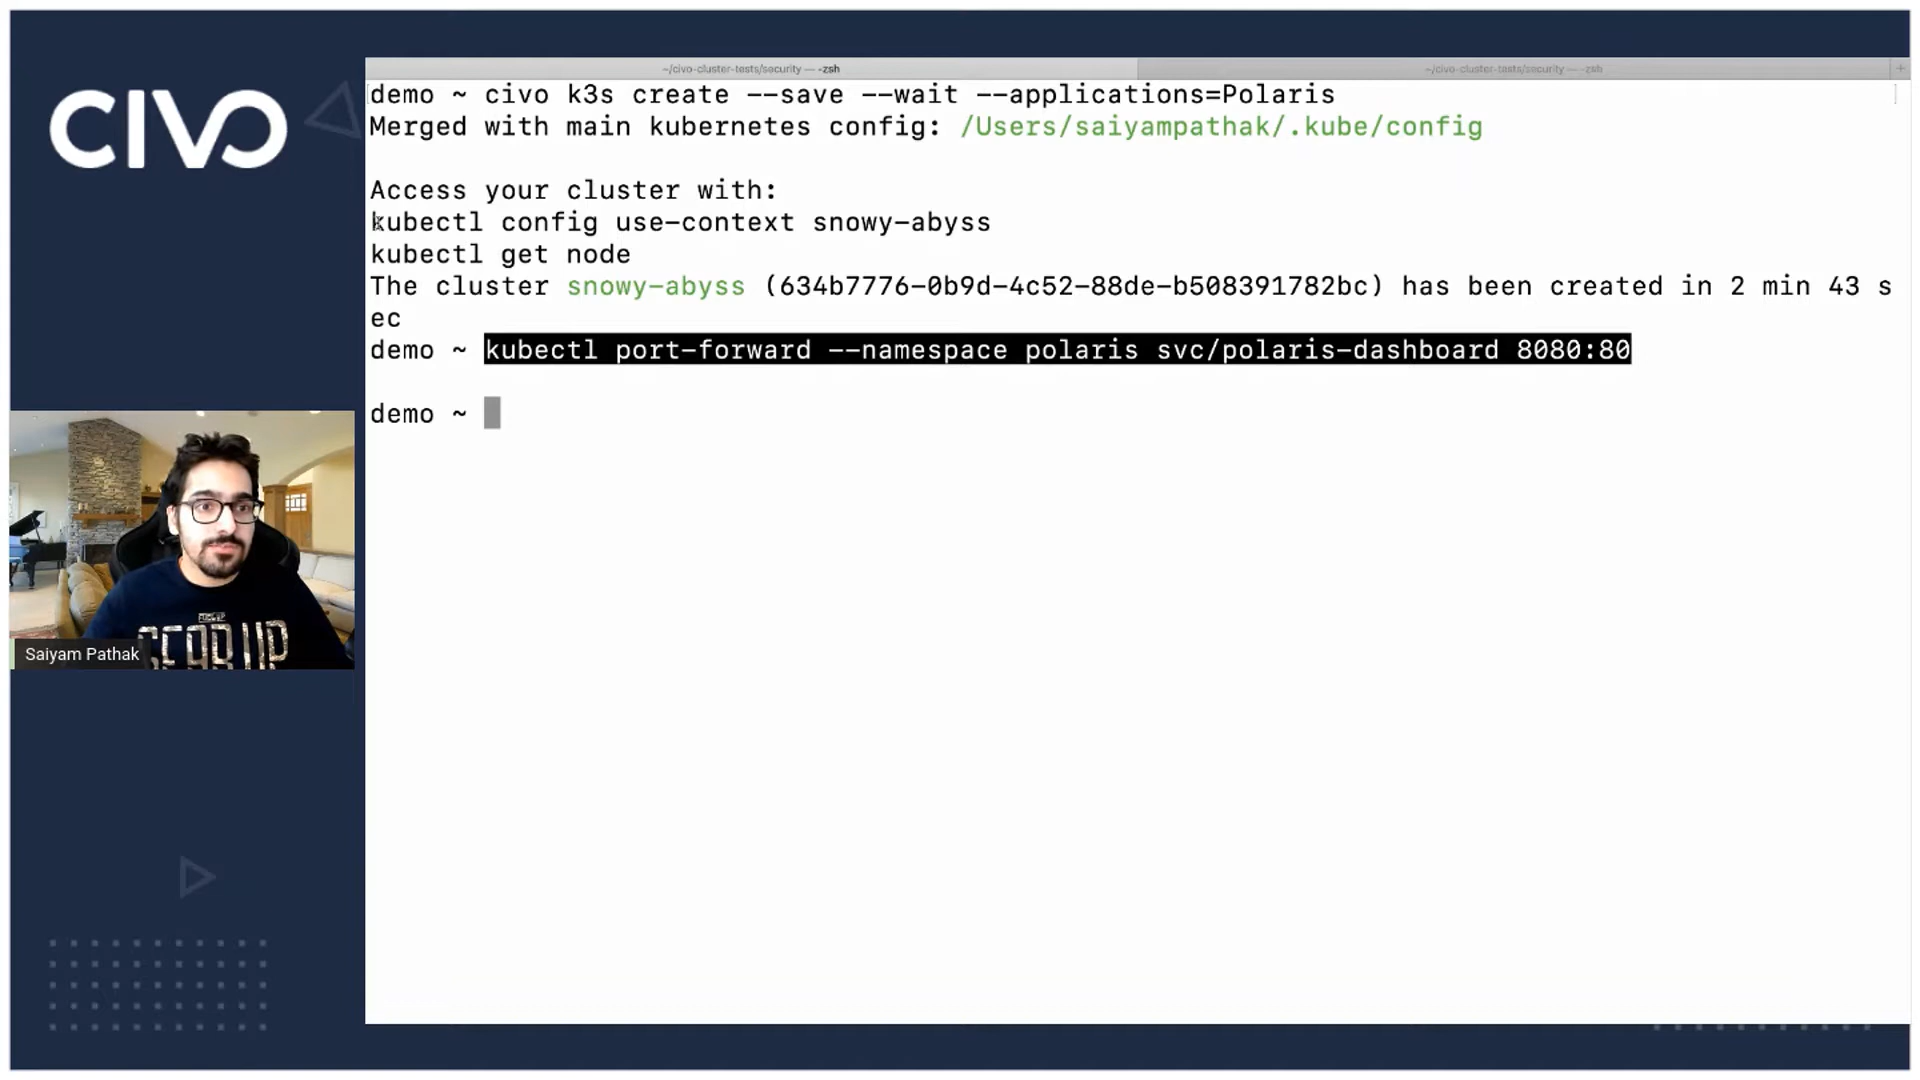 CIVO
~/civo-cluster-tests/security — -zsh
~/civo-cluster-tests/security — -zsh
+
demo ~ civo k3s create --save --wait --applications=Polaris
Merged with main kubernetes config: /Users/saiyampathak/.kube/config
Access your cluster with:
kubectl config use-context snowy-abyss
kubectl get node
The cluster snowy-abyss (634b7776-0b9d-4c52-88de-b508391782bc) has been created in 2 min 43 s
ec
demo ~ kubectl port-forward --namespace polaris svc/polaris-dashboard 8080:80
demo ~
GEAR UP
Saiyam Pathak